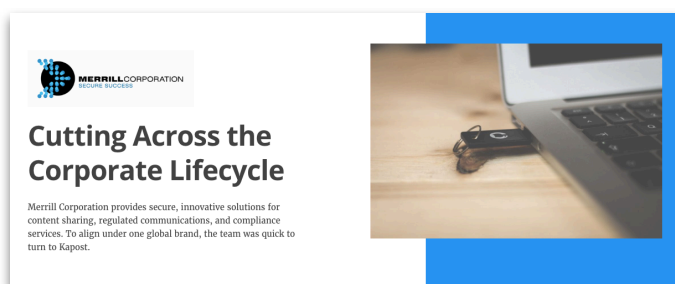 MERRILLCORPORATION
SECURE SUCCESS
Cutting Across the
Corporate Lifecycle
Merrill Corporation provides secure, innovative solutions for
content sharing, regulated communications, and compliance
services. To align under one global brand, the team was quick to
turn to Kapost.